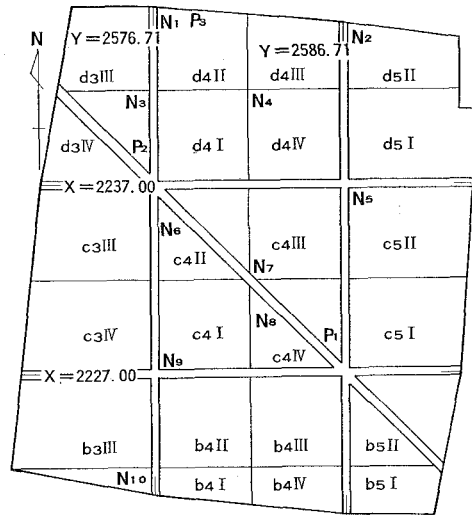 N₁ P₃
N
Y=2576.71
Y=2586.71
N₂
d3III d4II d4III d5II
N₃ N₄
d3IV P₂ d4I d4IV d5I
X=2237.00
N₅
N₆
c3III c4II c4III c5II
N₇
N₈
c3IV c4I P₁ c5I
N₉ c4IV
X=2227.00
b3III b4II b4III b5II
N₁₀ b4I b4IV b5I